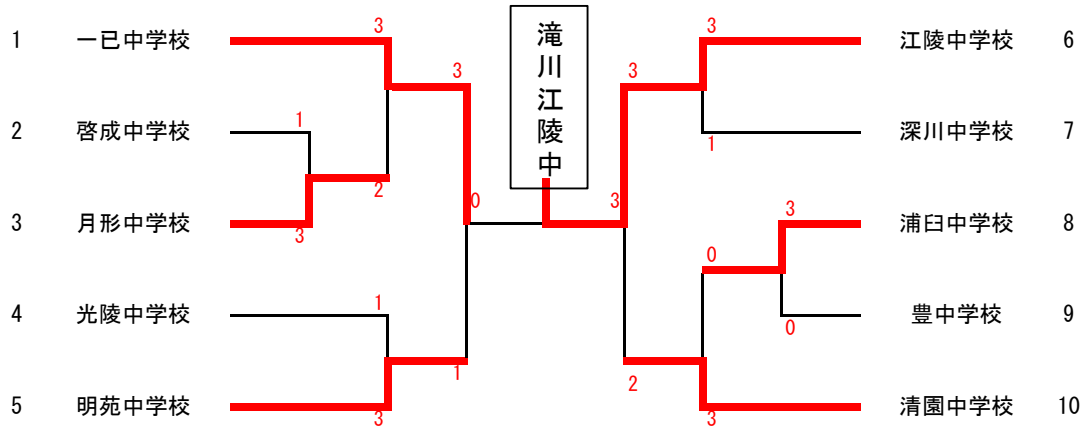 滝川江陵中
1 一已中学校 3
3
2 啓成中学校 1
2
3 月形中学校 3
0
4 光陵中学校 1
1
5 明苑中学校 3
3 江陵中学校 6
3
1 深川中学校 7
3
3 浦臼中学校 8
0
0 豊中学校 9
2
3 清園中学校 10